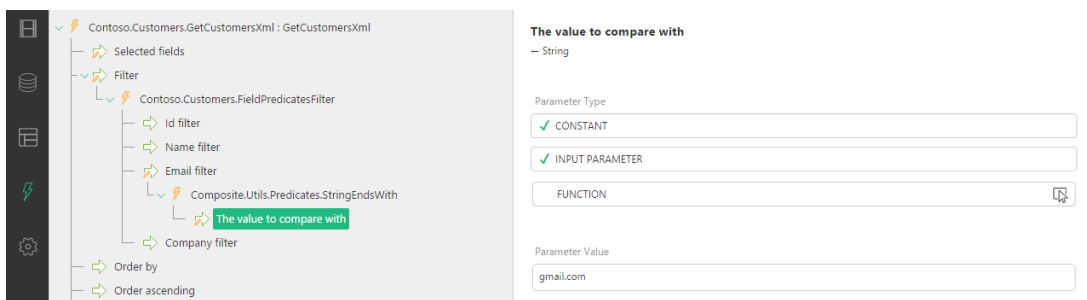 Contoso.Customers.GetCustomersXml : GetCustomersXml
Selected fields
Filter
Contoso.Customers.FieldPredicatesFilter
Id filter
Name filter
Email filter
Composite.Utils.Predicates.StringEndsWith
The value to compare with
Company filter
Order by
Order ascending
The value to compare with
← String
Parameter Type
CONSTANT
INPUT PARAMETER
FUNCTION
Parameter Value
gmail.com